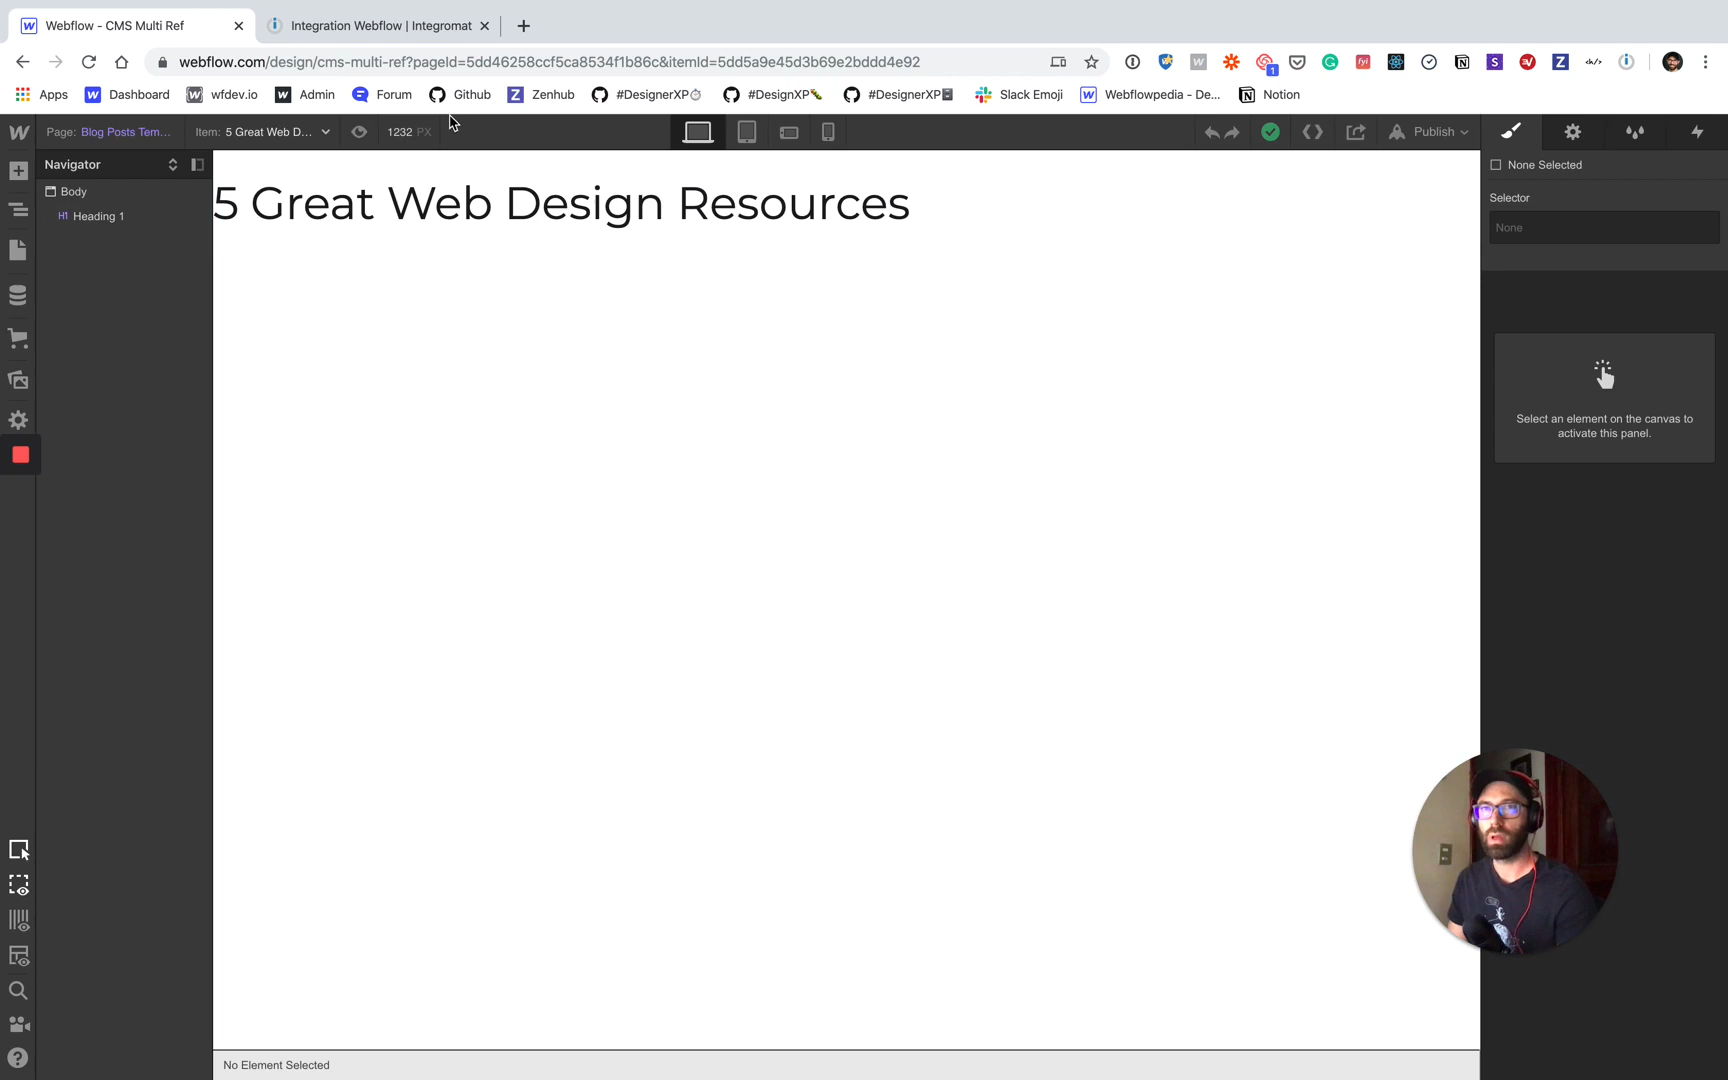 Webflow - CMS Multi Ref
Integration Webflow | Integromat
webflow.com/design/cms-multi-ref?pageId=5dd46258ccf5ca8534f1b86c&itemId=5dd5a9e45d3b69e2bddd4e92
Apps Dashboard wfdev.io Admin Forum Github Zenhub #DesignerXP #DesignXP #DesignerXP Slack Emoji Webflowpedia - De... Notion
Page: Blog Posts Tem... Item: 5 Great Web D... 1232 PX Publish
Navigator
Body
H1 Heading 1
5 Great Web Design Resources
None Selected
Selector
None
Select an element on the canvas to
activate this panel.
No Element Selected